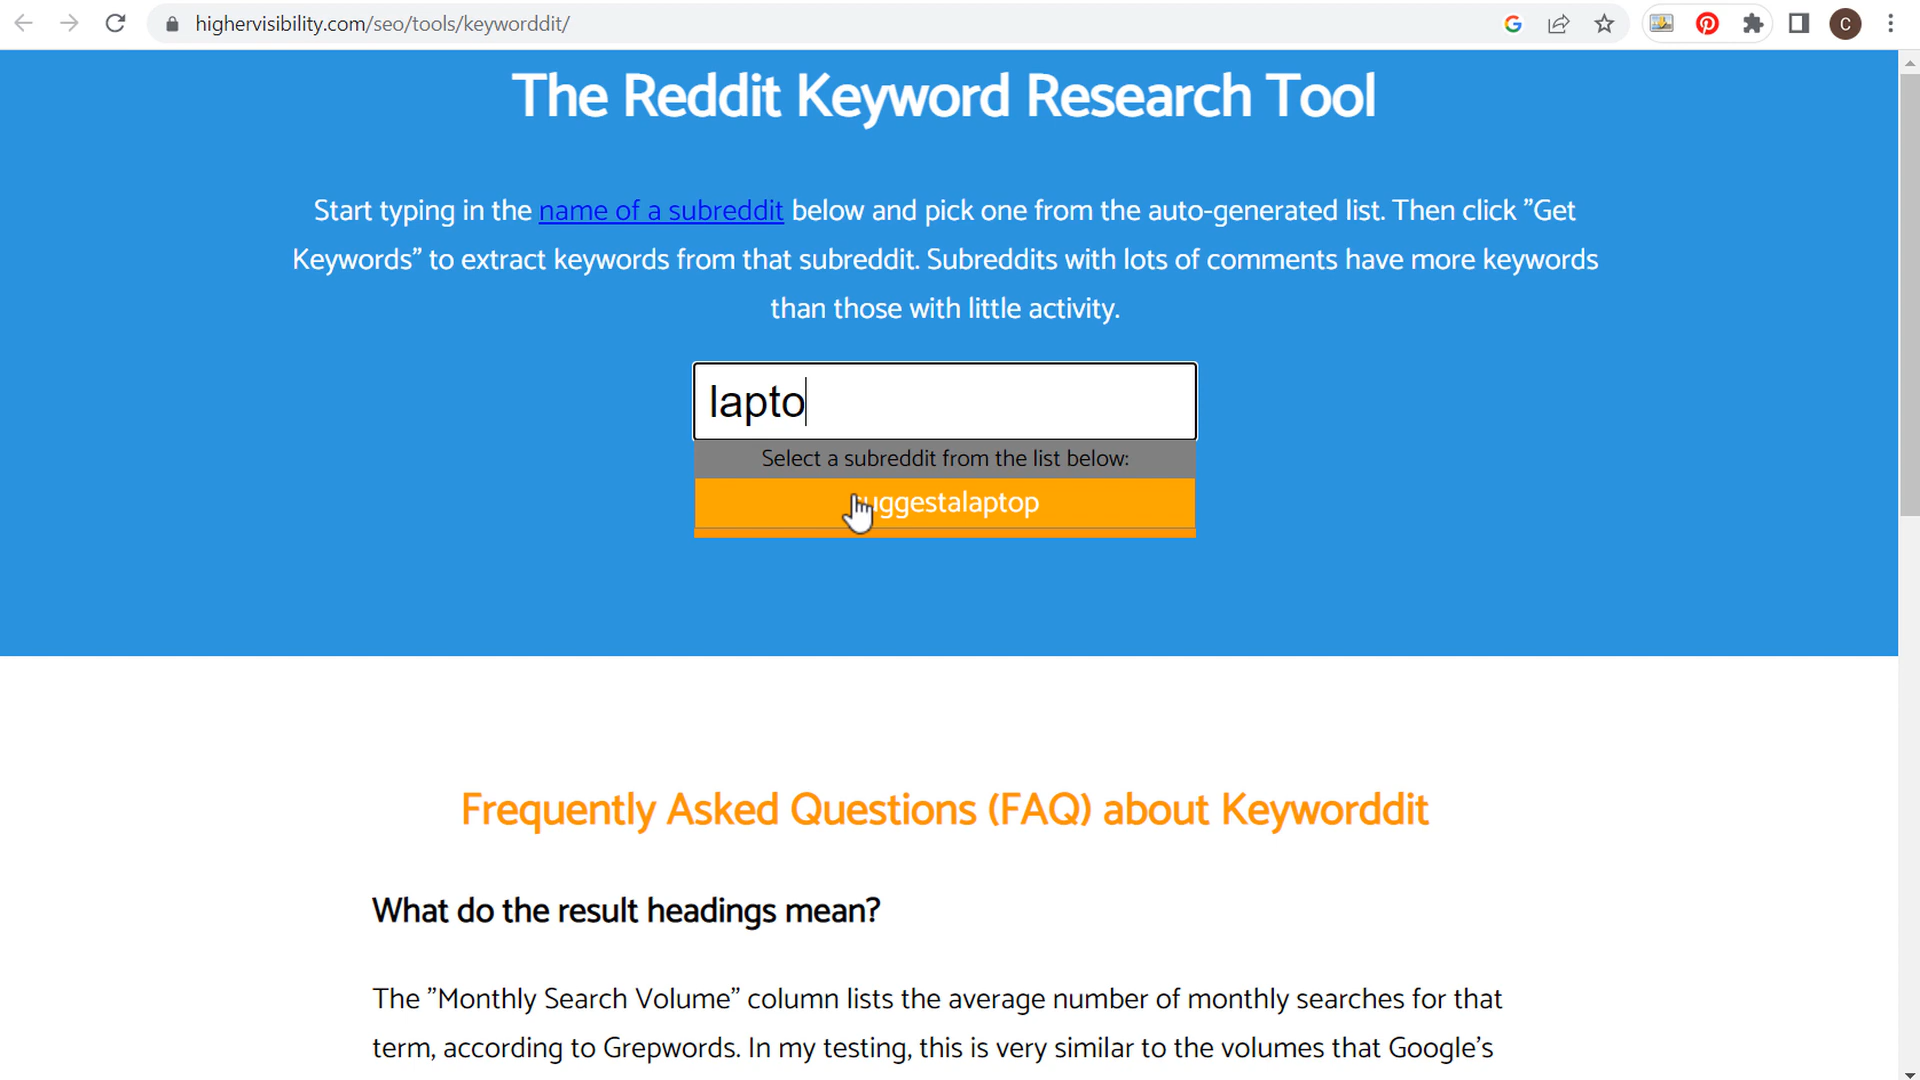 highervisibility.com/seo/tools/keyworddit/
C
The Reddit Keyword Research Tool
Start typing in the name of a subreddit below and pick one from the auto-generated list. Then click "Get
Keywords" to extract keywords from that subreddit. Subreddits with lots of comments have more keywords
than those with little activity.
lapto
Select a subreddit from the list below:
uggestalaptop
Frequently Asked Questions (FAQ) about Keyworddit
What do the result headings mean?
The "Monthly Search Volume" column lists the average number of monthly searches for that
term, according to Grepwords. In my testing, this is very similar to the volumes that Google's